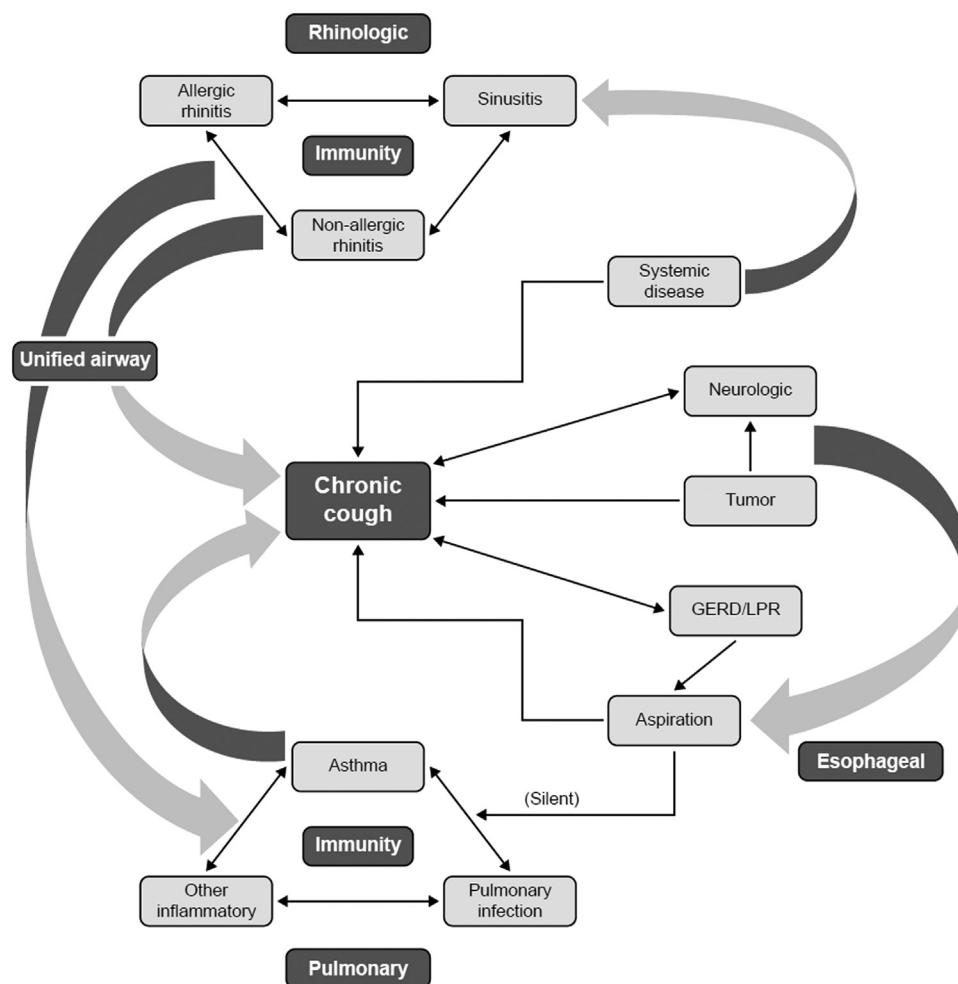 Rhinologic
Allergic
rhinitis
Sinusitis
Immunity
Non-allergic
rhinitis
Systemic
disease
Unified airway
Neurologic
Chronic
cough
Tumor
GERD/LPR
Aspiration
Esophageal
Asthma
(Silent)
Immunity
Other
inflammatory
Pulmonary
infection
Pulmonary